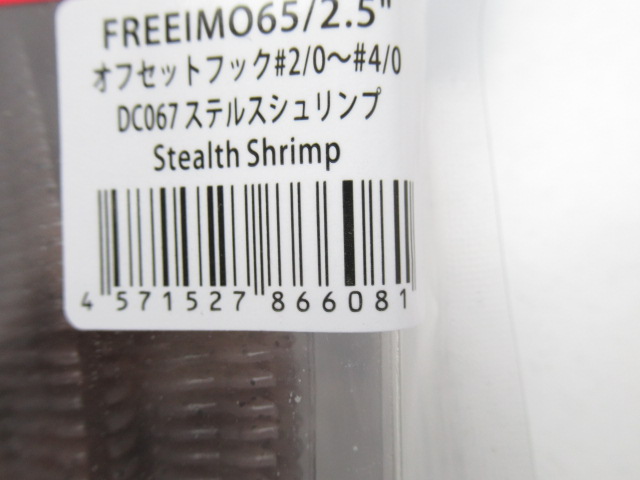 FREEIMO65/2.5"
オフセットフック#2/0～#4/0
DC067 ステルスシュリンプ
Stealth Shrimp
4 571527 866081